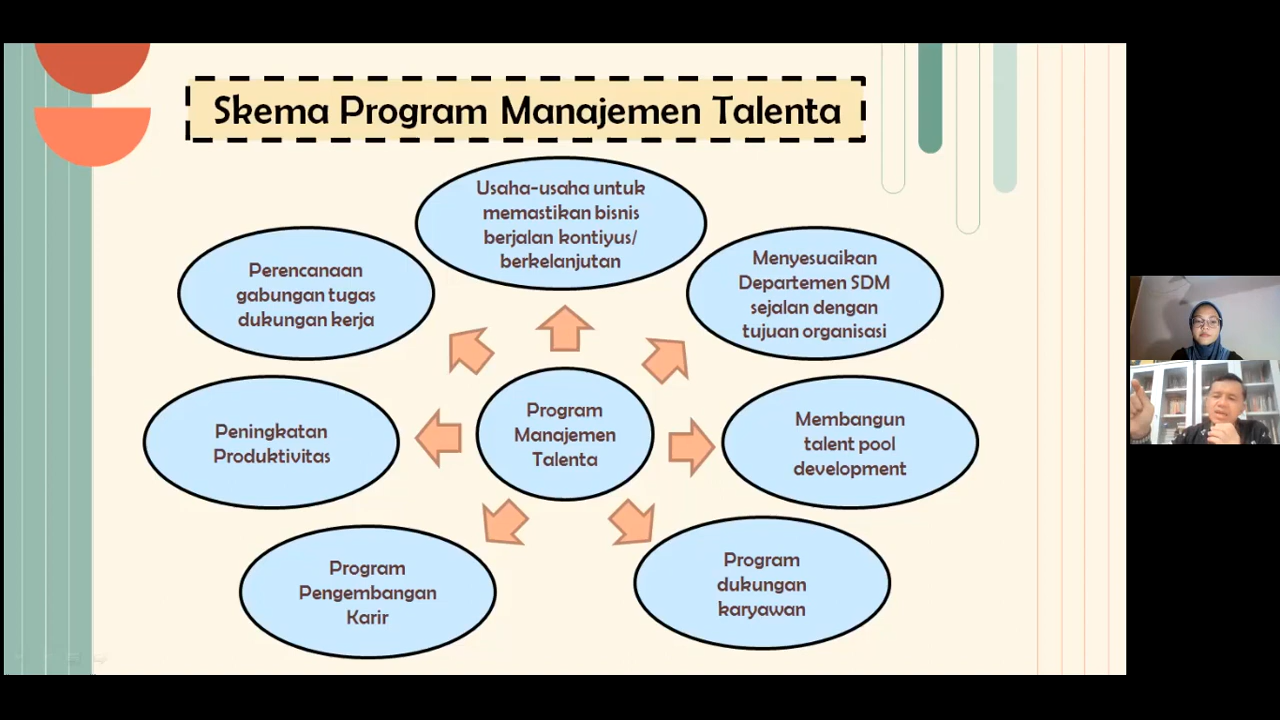 Skema Program Manajemen Talenta
Usaha-usaha untuk
memastikan bisnis
berjalan kontiyus/
berkelanjutan
Perencanaan
gabungan tugas
dukungan kerja
Menyesuaikan
Departemen SDM
sejalan dengan
tujuan organisasi
Peningkatan
Produktivitas
Program
Manajemen
Talenta
Membangun
talent pool
development
Program
Pengembangan
Karir
Program
dukungan
karyawan